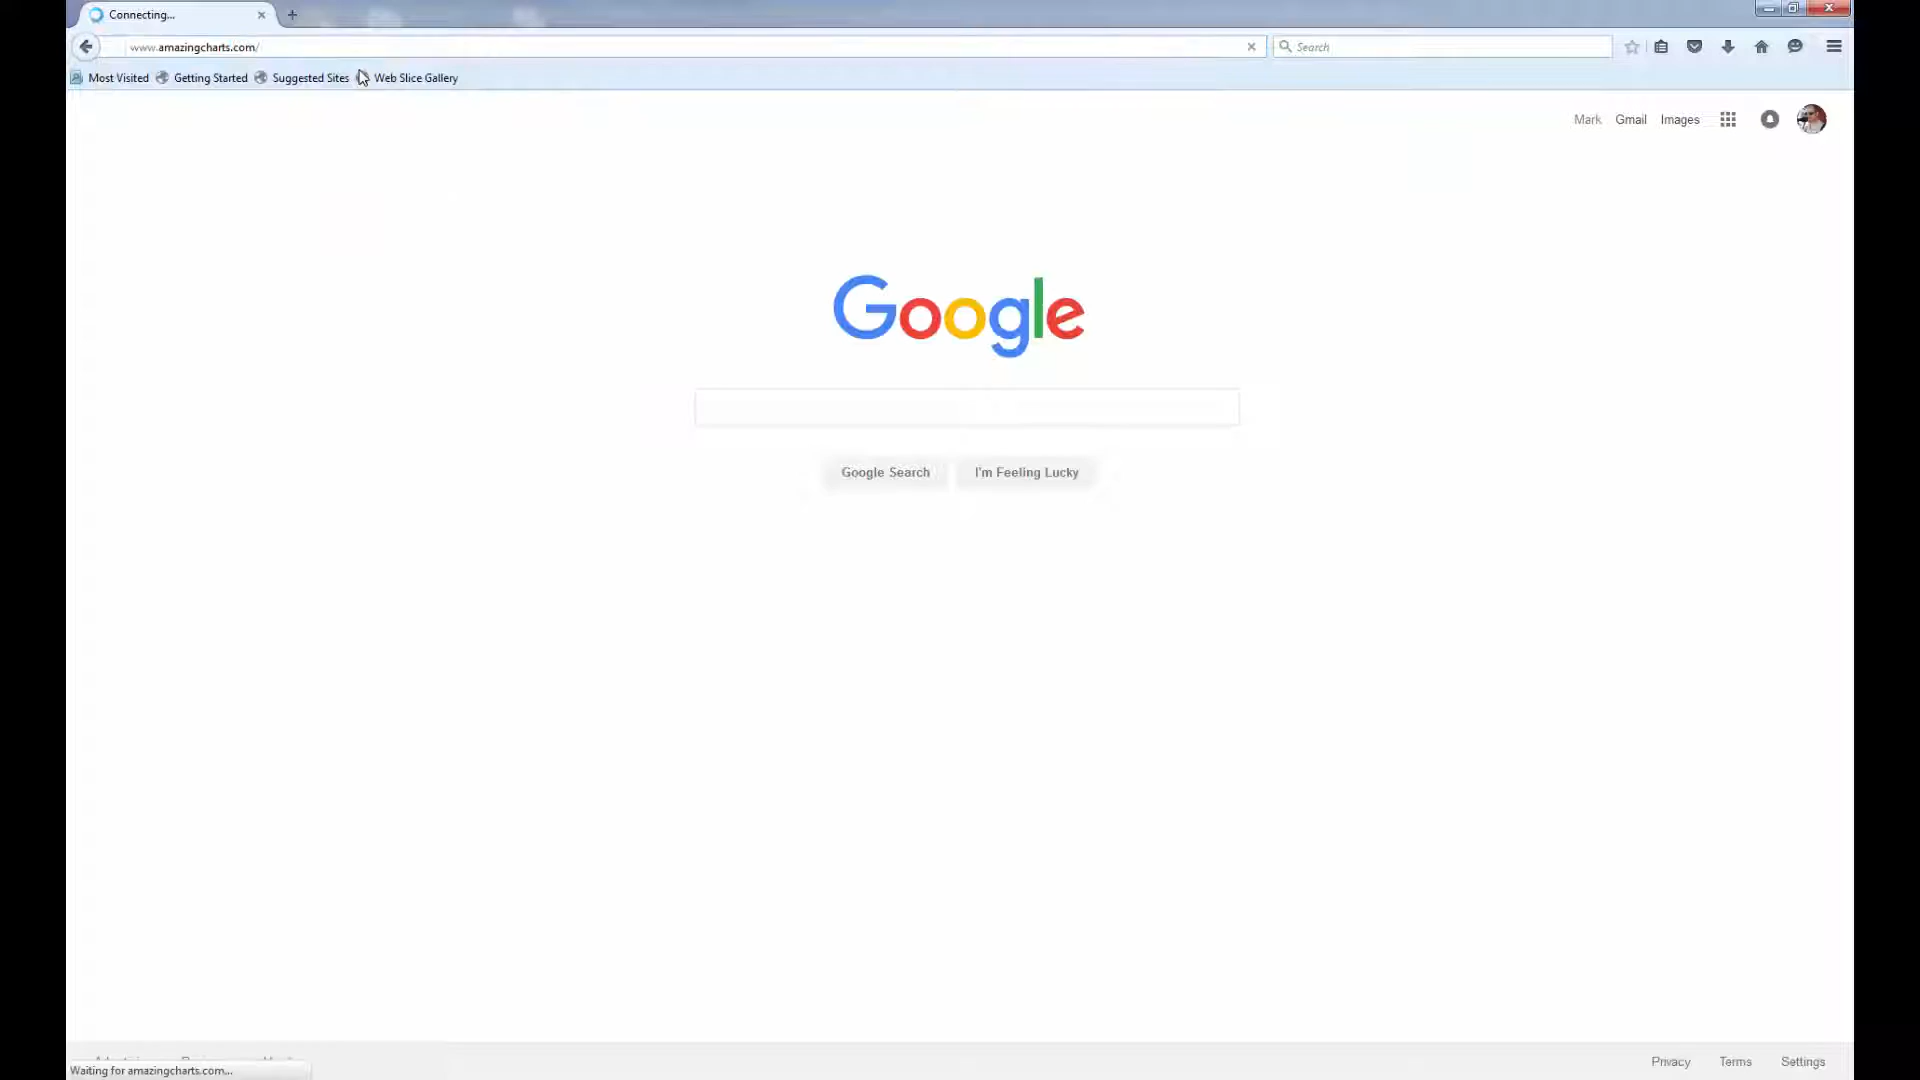 Connecting...
www.amazingcharts.com/
Search
Most Visited Getting Started Suggested Sites Web Slice Gallery
Mark Gmail Images
Google
Google Search I'm Feeling Lucky
Privacy Terms Settings
Waiting for amazingcharts.com...